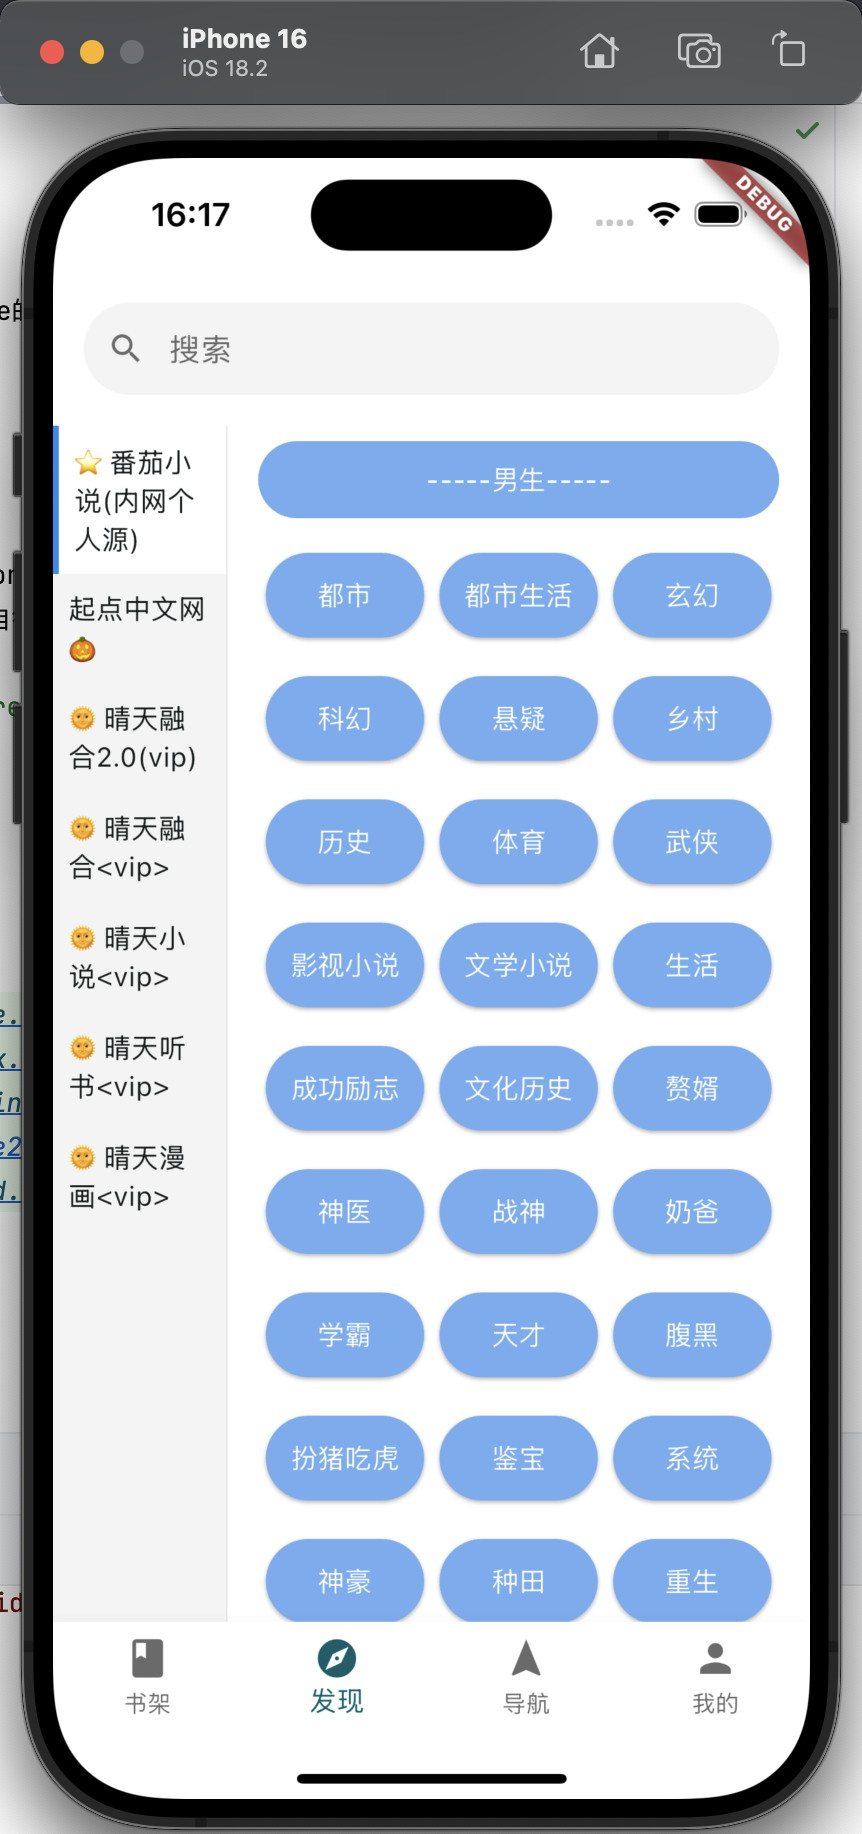 iPhone 16
iOS 18.2
16:17
DEBUG
搜索
⭐ 番茄小
说(内网个
人源)
起点中文网
🎃
🌞 晴天融
合2.0(vip)
🌞 晴天融
合<vip>
🌞 晴天小
说<vip>
🌞 晴天听
书<vip>
🌞 晴天漫
画<vip>
-----男生-----
都市 都市生活 玄幻
科幻 悬疑 乡村
历史 体育 武侠
影视小说 文学小说 生活
成功励志 文化历史 赘婿
神医 战神 奶爸
学霸 天才 腹黑
扮猪吃虎 鉴宝 系统
神豪 种田 重生
书架 发现 导航 我的